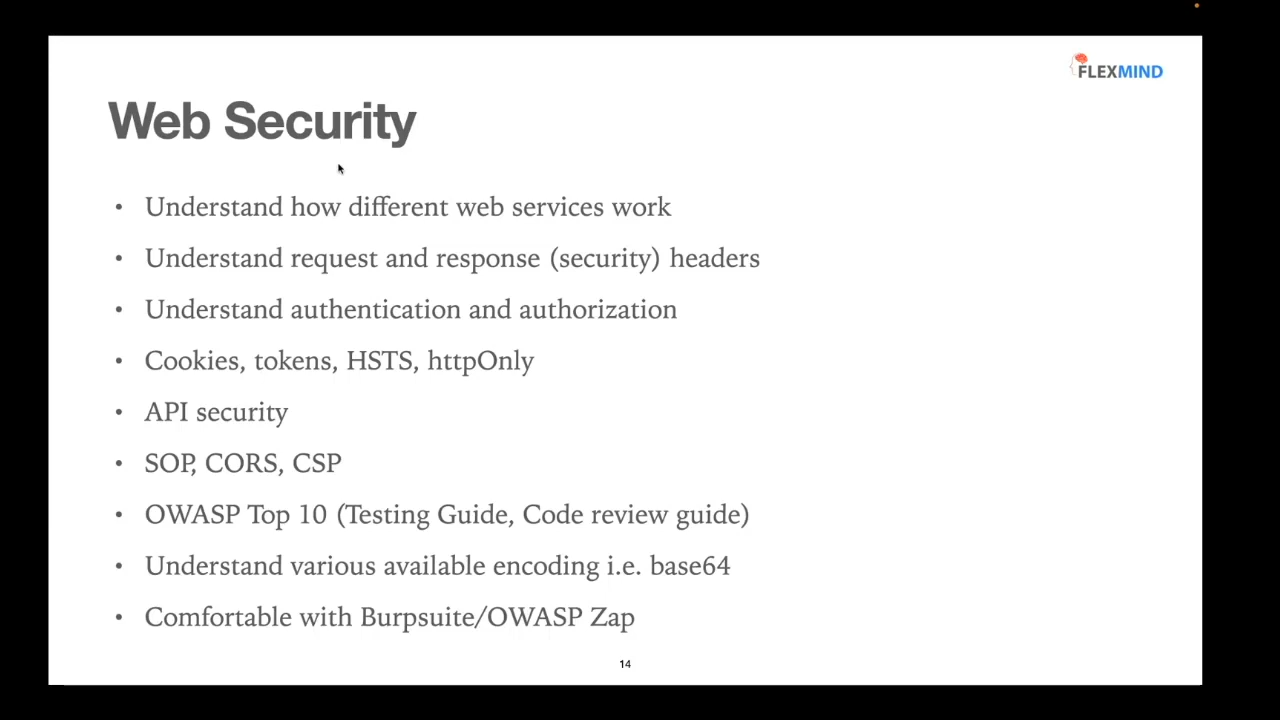 FLEXMIND
Web Security
• Understand how different web services work
• Understand request and response (security) headers
• Understand authentication and authorization
• Cookies, tokens, HSTS, httpOnly
• API security
• SOP, CORS, CSP
• OWASP Top 10 (Testing Guide, Code review guide)
• Understand various available encoding i.e. base64
• Comfortable with Burpsuite/OWASP Zap
14